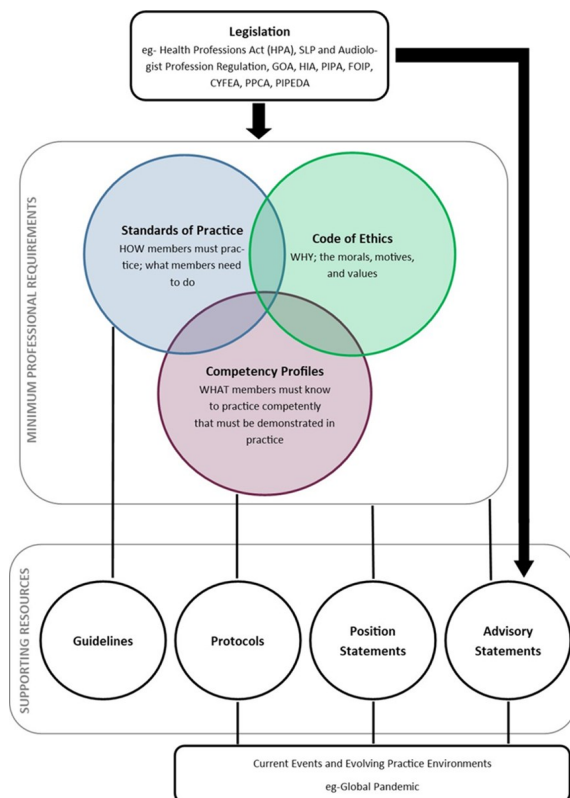 Legislation
eg- Health Professions Act (HPA), SLP and Audiolo-
gist Profession Regulation, GOA, HIA, PIPA, FOIP,
CYFEA, PPCA, PIPEDA
MINIMUM PROFESSIONAL REQUIREMENTS
Standards of Practice
HOW members must prac-
tice; what members need
to do
Code of Ethics
WHY; the morals, motives,
and values
Competency Profiles
WHAT members must know
to practice competently
that must be demonstrated in
practice
SUPPORTING RESOURCES
Guidelines
Protocols
Position
Statements
Advisory
Statements
Current Events and Evolving Practice Environments
eg-Global Pandemic